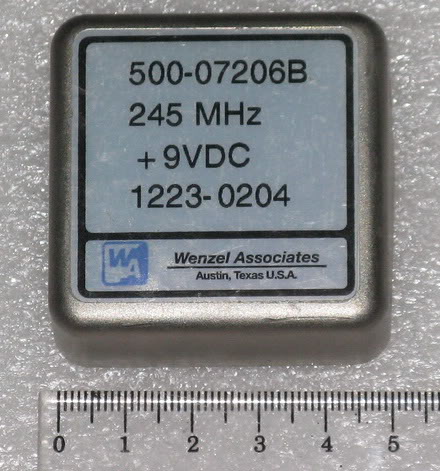 500-07206B
245 MHz
+9VDC
1223-0204
WA
Wenzel Associates
Austin, Texas U.S.A.
0 1 2 3 4 5